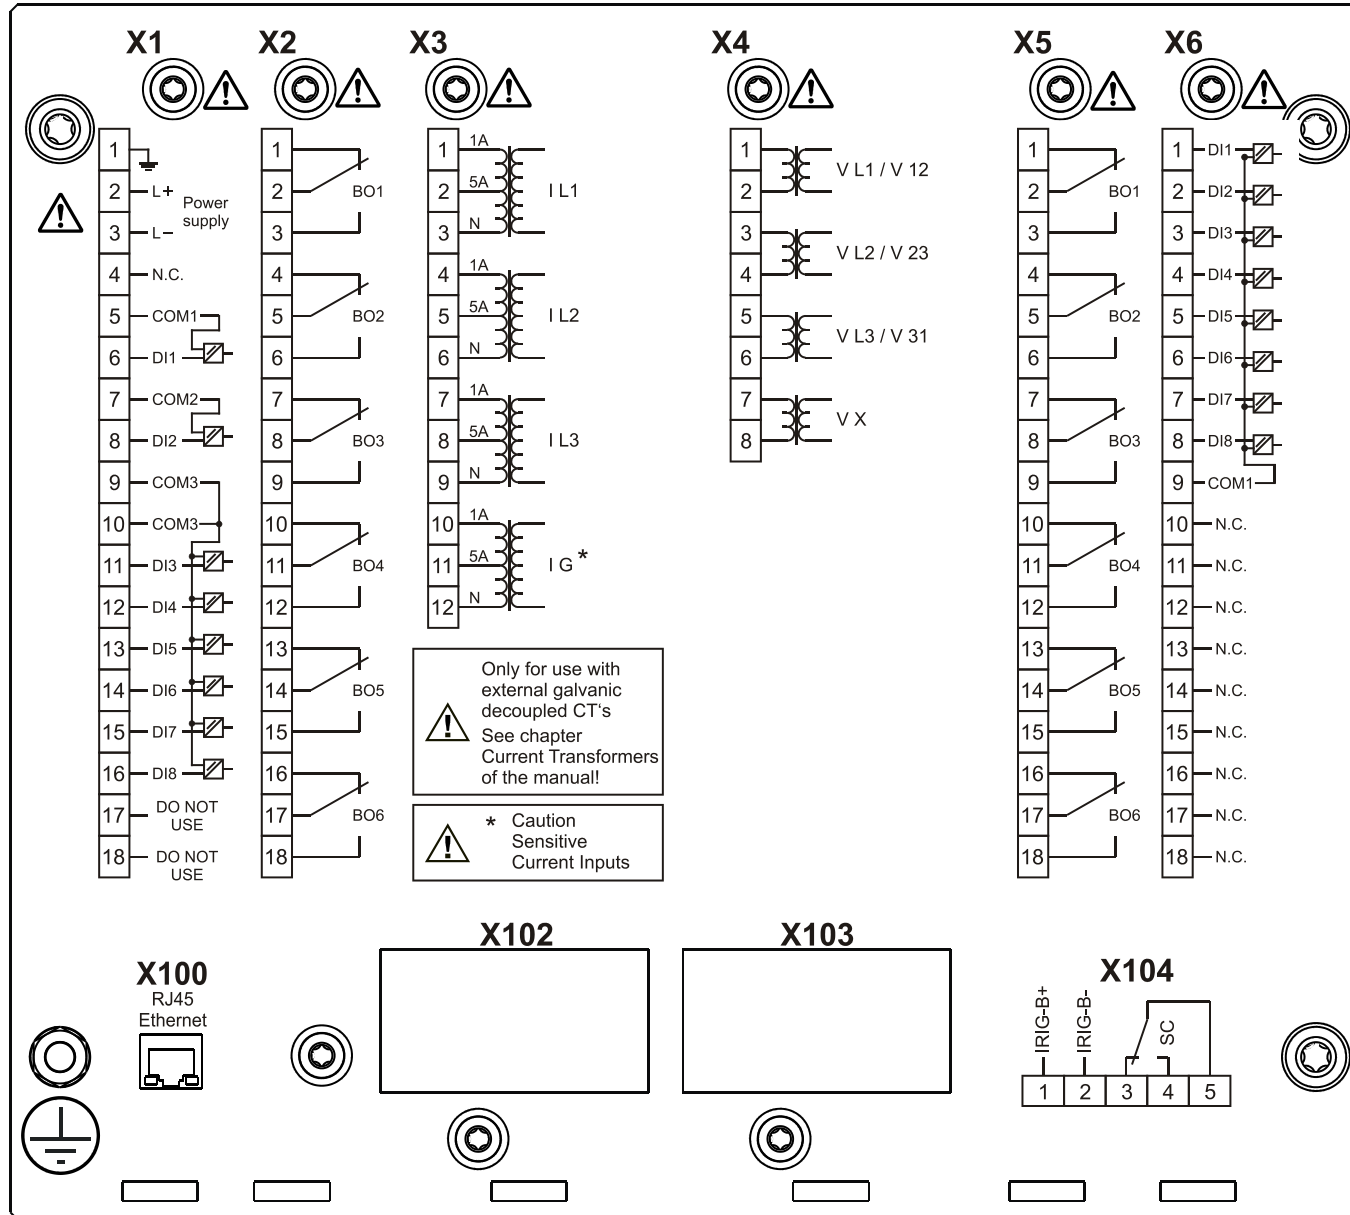 X1
1
2 L+
3 L−
Power
supply
4 N.C.
5 COM1
6 DI1
7 COM2
8 DI2
9 COM3
10 COM3
11 DI3
12 DI4
13 DI5
14 DI6
15 DI7
16 DI8
17 DO NOT
USE
18 DO NOT
USE
X2
1
2 BO1
3
4
5 BO2
6
7
8 BO3
9
10
11 BO4
12
13
14 BO5
15
16
17 BO6
18
X3
1 1A
2 5A I L1
3 N
4 1A
5 5A I L2
6 N
7 1A
8 5A I L3
9 N
10 1A
11 5A I G *
12 N
Only for use with
external galvanic
decoupled CT‘s
See chapter
Current Transformers
of the manual!
* Caution
Sensitive
Current Inputs
X4
1
V L1 / V 12
2
3
V L2 / V 23
4
5
V L3 / V 31
6
7
V X
8
X5
1
2 BO1
3
4
5 BO2
6
7
8 BO3
9
10
11 BO4
12
13
14 BO5
15
16
17 BO6
18
X6
1 DI1
2 DI2
3 DI3
4 DI4
5 DI5
6 DI6
7 DI7
8 DI8
9 COM1
10 N.C.
11 N.C.
12 N.C.
13 N.C.
14 N.C.
15 N.C.
16 N.C.
17 N.C.
18 N.C.
X100
RJ45
Ethernet
X102
X103
X104
IRIG-B+
IRIG-B-
SC
1 2 3 4 5